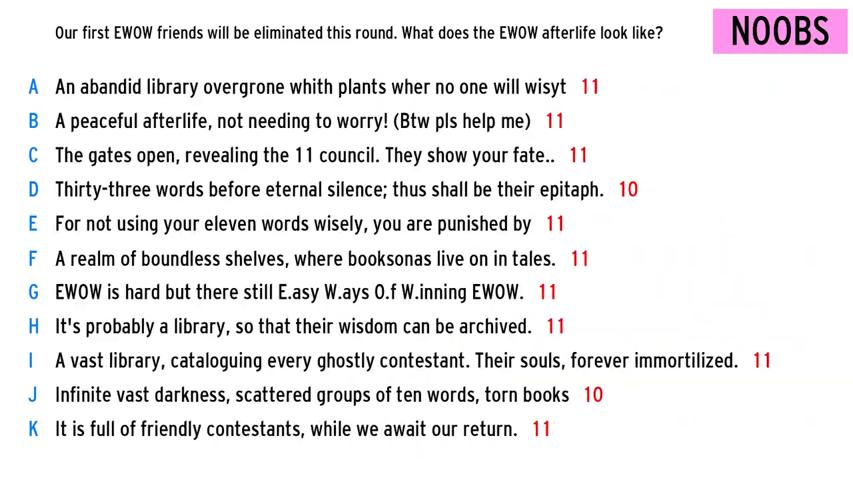 Our first EWOW friends will be eliminated this round. What does the EWOW afterlife look like?
NOOBS
A An abandid library overgrone whith plants wher no one will wisyt 11
B A peaceful afterlife, not needing to worry! (Btw pls help me) 11
C The gates open, revealing the 11 council. They show your fate.. 11
D Thirty-three words before eternal silence; thus shall be their epitaph. 10
E For not using your eleven words wisely, you are punished by 11
F A realm of boundless shelves, where booksonas live on in tales. 11
G EWOW is hard but there still E.asy W.ays O.f W.inning EWOW. 11
H It's probably a library, so that their wisdom can be archived. 11
I A vast library, cataloguing every ghostly contestant. Their souls, forever immortilized. 11
J Infinite vast darkness, scattered groups of ten words, torn books 10
K It is full of friendly contestants, while we await our return. 11